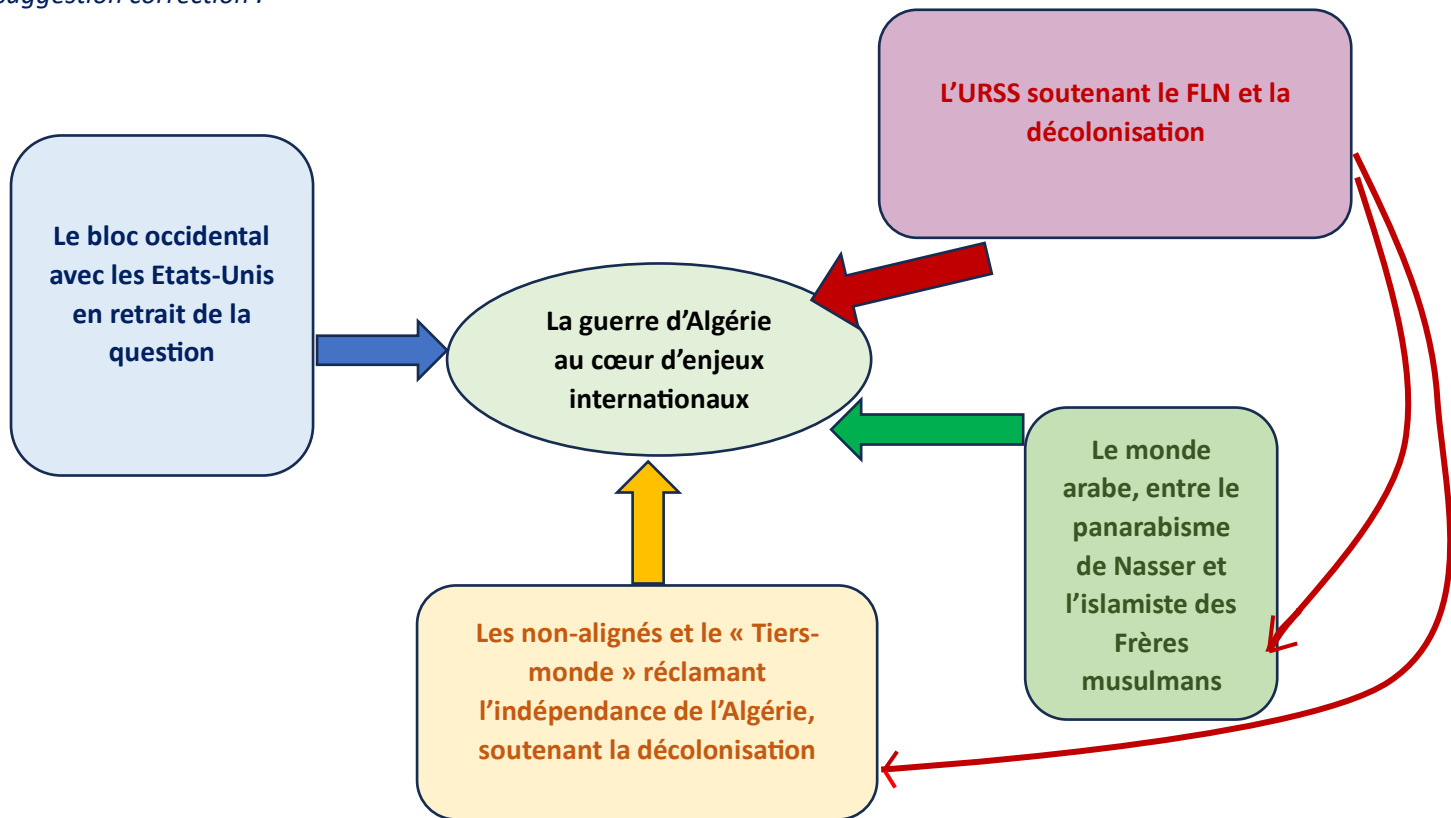 suggestion correction :
L'URSS soutenant le FLN et la
décolonisation
Le bloc occidental
avec les Etats-Unis
en retrait de la
question
La guerre d'Algérie
au cœur d'enjeux
internationaux
Le monde
arabe, entre le
panarabisme
de Nasser et
l'islamiste des
Frères
musulmans
Les non-alignés et le « Tiers-
monde » réclamant
l'indépendance de l'Algérie,
soutenant la décolonisation